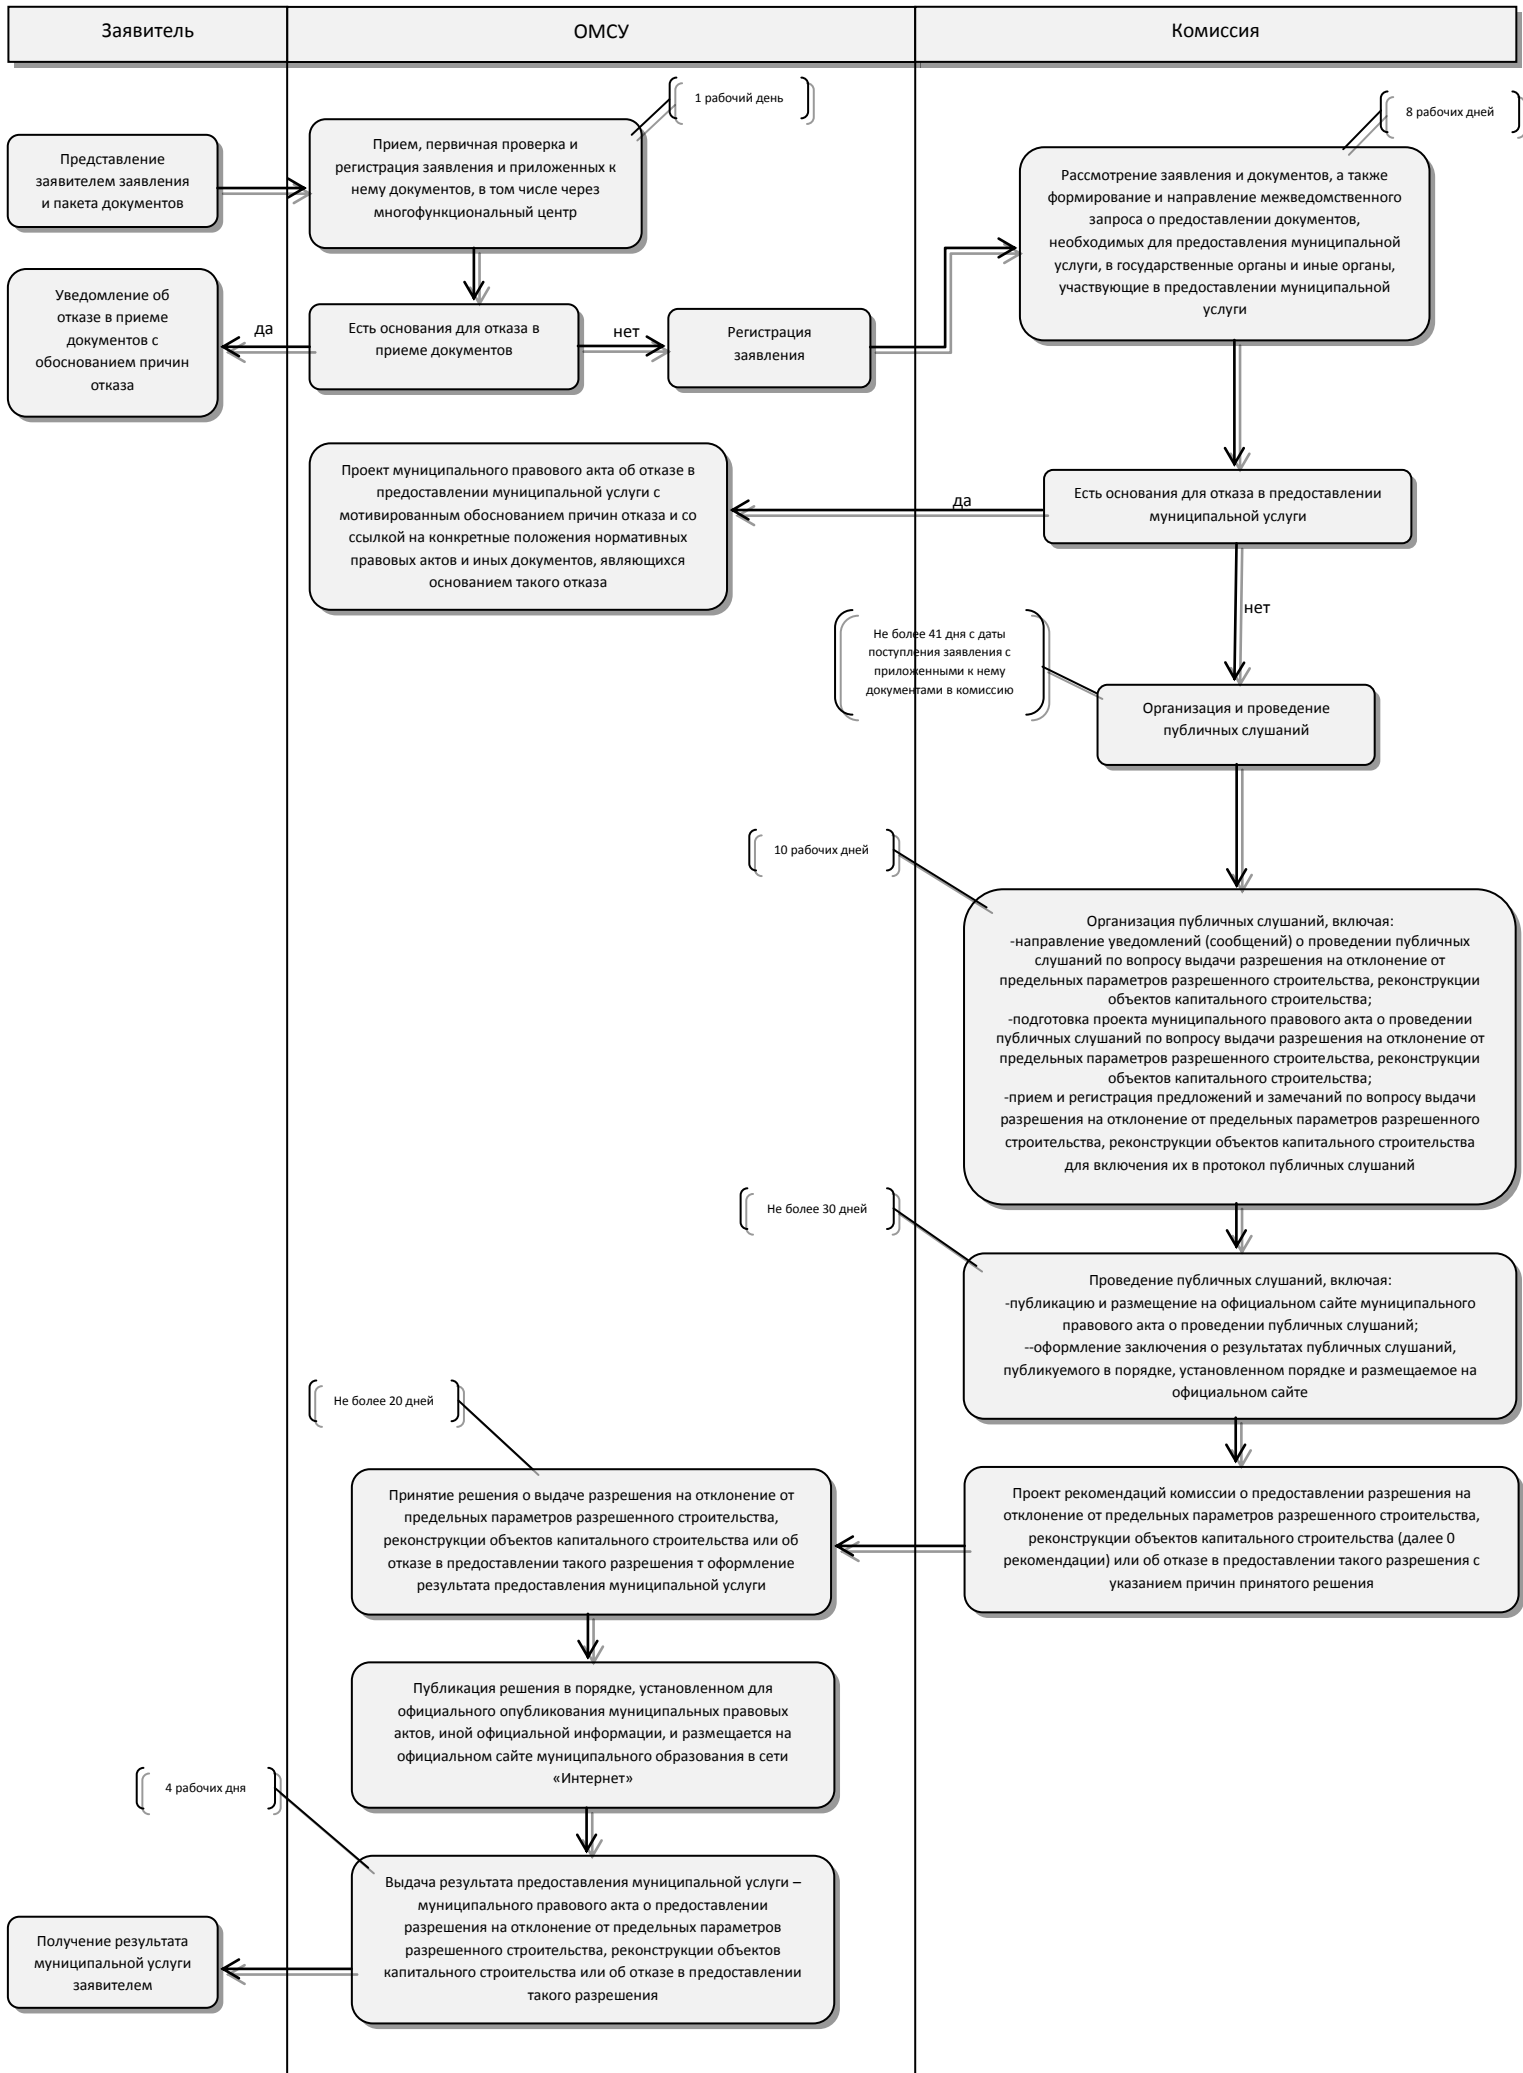 Заявитель
ОМСУ
Комиссия
1 рабочий день
8 рабочих дней
Представление
заявителем заявления
и пакета документов
Прием, первичная проверка и
регистрация заявления и приложенных к
нему документов, в том числе через
многофункциональный центр
Рассмотрение заявления и документов, а также
формирование и направление межведомственного
запроса о предоставлении документов,
необходимых для предоставления муниципальной
услуги, в государственные органы и иные органы,
участвующие в предоставлении муниципальной
услуги
Уведомление об
отказе в приеме
документов с
обоснованием причин
отказа
да
Есть основания для отказа в
приеме документов
нет
Регистрация
заявления
Проект муниципального правового акта об отказе в
предоставлении муниципальной услуги с
мотивированным обоснованием причин отказа и со
ссылкой на конкретные положения нормативных
правовых актов и иных документов, являющихся
основанием такого отказа
да
Есть основания для отказа в предоставлении
муниципальной услуги
нет
Не более 41 дня с даты
поступления заявления с
приложенными к нему
документами в комиссию
Организация и проведение
публичных слушаний
10 рабочих дней
Организация публичных слушаний, включая:
-направление уведомлений (сообщений) о проведении публичных
слушаний по вопросу выдачи разрешения на отклонение от
предельных параметров разрешенного строительства, реконструкции
объектов капитального строительства;
-подготовка проекта муниципального правового акта о проведении
публичных слушаний по вопросу выдачи разрешения на отклонение от
предельных параметров разрешенного строительства, реконструкции
объектов капитального строительства;
-прием и регистрация предложений и замечаний по вопросу выдачи
разрешения на отклонение от предельных параметров разрешенного
строительства, реконструкции объектов капитального строительства
для включения их в протокол публичных слушаний
Не более 30 дней
Проведение публичных слушаний, включая:
-публикацию и размещение на официальном сайте муниципального
правового акта о проведении публичных слушаний;
--оформление заключения о результатах публичных слушаний,
публикуемого в порядке, установленном порядке и размещаемое на
официальном сайте
Не более 20 дней
Принятие решения о выдаче разрешения на отклонение от
предельных параметров разрешенного строительства,
реконструкции объектов капитального строительства или об
отказе в предоставлении такого разрешения т оформление
результата предоставления муниципальной услуги
Проект рекомендаций комиссии о предоставлении разрешения на
отклонение от предельных параметров разрешенного строительства,
реконструкции объектов капитального строительства (далее 0
рекомендации) или об отказе в предоставлении такого разрешения с
указанием причин принятого решения
Публикация решения в порядке, установленном для
официального опубликования муниципальных правовых
актов, иной официальной информации, и размещается на
официальном сайте муниципального образования в сети
«Интернет»
4 рабочих дня
Выдача результата предоставления муниципальной услуги –
муниципального правового акта о предоставлении
разрешения на отклонение от предельных параметров
разрешенного строительства, реконструкции объектов
капитального строительства или об отказе в предоставлении
такого разрешения
Получение результата
муниципальной услуги
заявителем